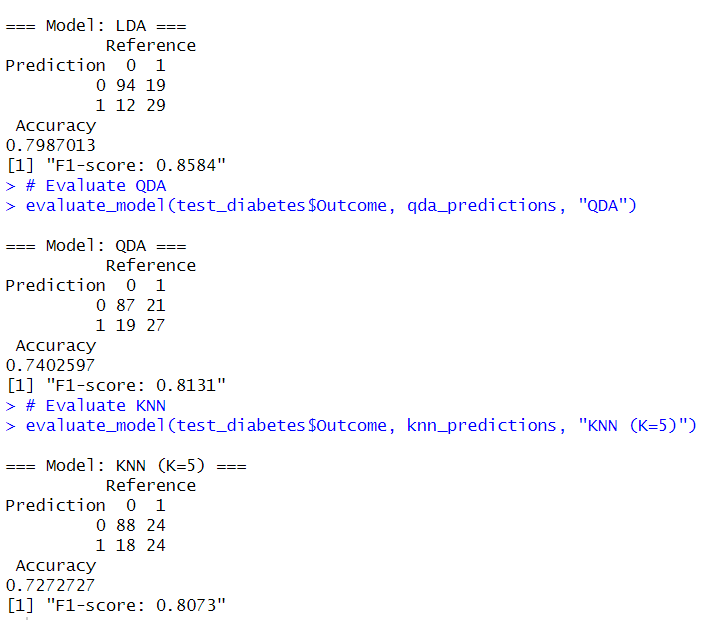 === Model: LDA ===
          Reference
Prediction  0  1
         0 94 19
         1 12 29
 Accuracy
0.7987013
[1] "F1-score: 0.8584"
> # Evaluate QDA
> evaluate_model(test_diabetes$Outcome, qda_predictions, "QDA")
=== Model: QDA ===
          Reference
Prediction  0  1
         0 87 21
         1 19 27
 Accuracy
0.7402597
[1] "F1-score: 0.8131"
> # Evaluate KNN
> evaluate_model(test_diabetes$Outcome, knn_predictions, "KNN (K=5)")
=== Model: KNN (K=5) ===
          Reference
Prediction  0  1
         0 88 24
         1 18 24
 Accuracy
0.7272727
[1] "F1-score: 0.8073"